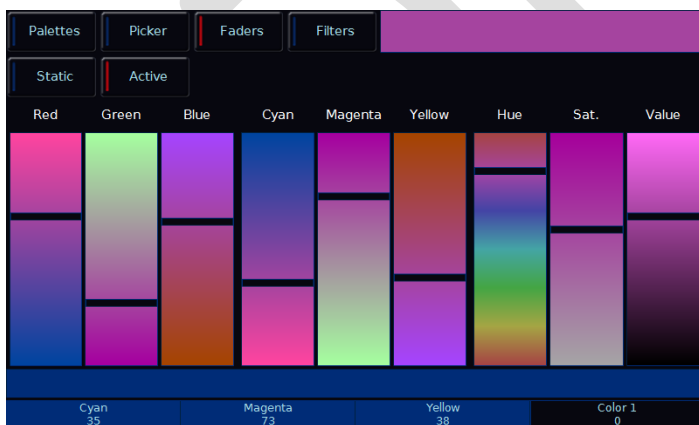 Palettes Picker Faders Filters
Static Active
Red Green Blue Cyan Magenta Yellow Hue Sat. Value
Cyan Magenta Yellow Color 1
35 73 38 0